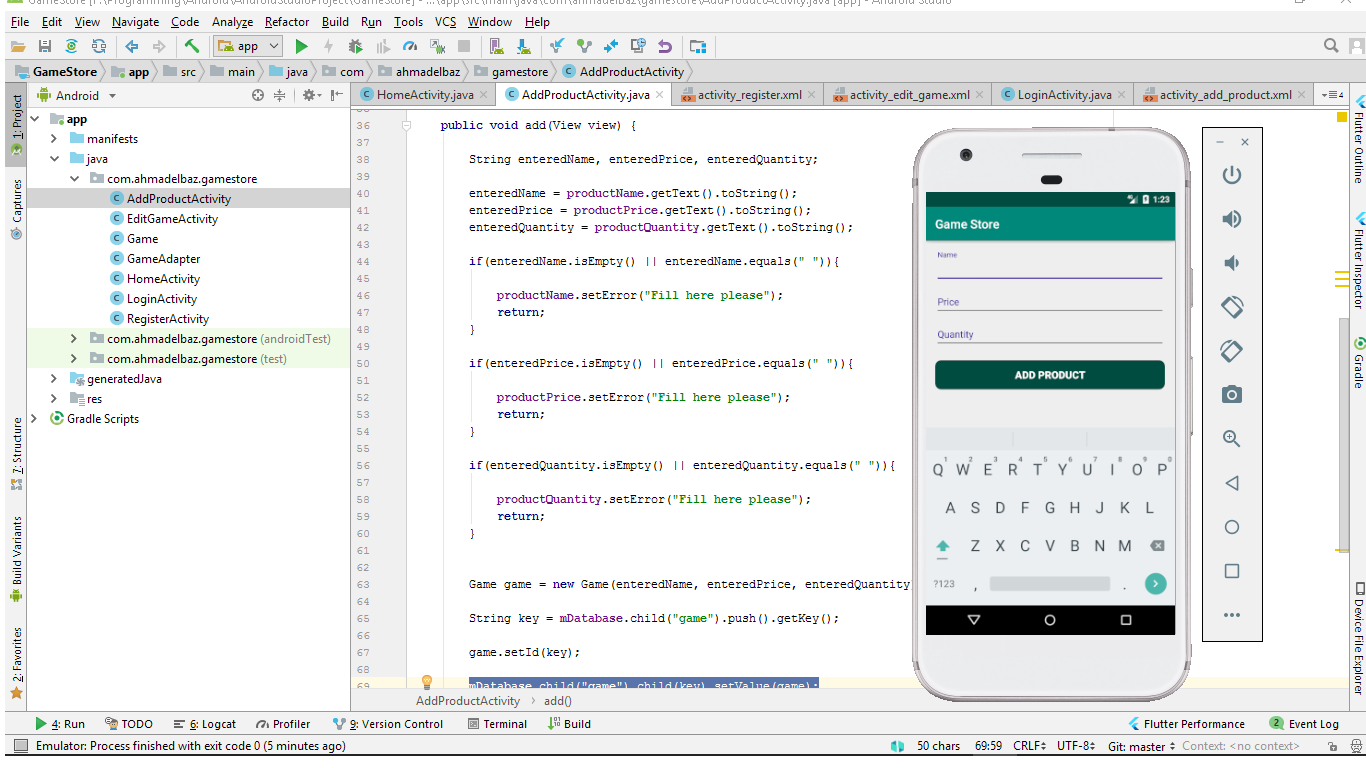 GameStore [F:\Programming\Android\AndroidStudioProject\GameStore] - ...\app\src\main\java\com\ahmadelbaz\gamestore\AddProductActivity.java [app] - Android Studio
File Edit View Navigate Code Analyze Refactor Build Run Tools VCS Window Help
app
GameStore app src main java com ahmadelbaz gamestore AddProductActivity
Android
HomeActivity.java AddProductActivity.java activity_register.xml activity_edit_game.xml LoginActivity.java activity_add_product.xml 4
1: Project
Captures
7: Structure
Build Variants
2: Favorites
app
manifests
java
com.ahmadelbaz.gamestore
AddProductActivity
EditGameActivity
Game
GameAdapter
HomeActivity
LoginActivity
RegisterActivity
com.ahmadelbaz.gamestore (androidTest)
com.ahmadelbaz.gamestore (test)
generatedJava
res
Gradle Scripts
36 public void add(View view) {
37
38 String enteredName, enteredPrice, enteredQuantity;
39
40 enteredName = productName.getText().toString();
41 enteredPrice = productPrice.getText().toString();
42 enteredQuantity = productQuantity.getText().toString();
43
44 if(enteredName.isEmpty() || enteredName.equals(" ")){
45
46 productName.setError("Fill here please");
47 return;
48 }
49
50 if(enteredPrice.isEmpty() || enteredPrice.equals(" ")){
51
52 productPrice.setError("Fill here please");
53 return;
54 }
55
56 if(enteredQuantity.isEmpty() || enteredQuantity.equals(" ")){
57
58 productQuantity.setError("Fill here please");
59 return;
60 }
61
62
63 Game game = new Game(enteredName, enteredPrice, enteredQuantity
64
65 String key = mDatabase.child("game").push().getKey();
66
67 game.setId(key);
68
69 mDatabase.child("game").child(key).setValue(game);
AddProductActivity add()
1:23
Game Store
Name
Price
Quantity
ADD PRODUCT
1 2 3 4 5 6 7 8 9 0
Q W E R T Y U I O P
A S D F G H J K L
Z X C V B N M
?123 , .
Flutter Outline
Flutter Inspector
Gradle
Device File Explorer
4: Run TODO 6: Logcat Profiler 9: Version Control Terminal Build Flutter Performance 2 Event Log
Emulator: Process finished with exit code 0 (5 minutes ago) 50 chars 69:59 CRLF UTF-8 Git: master Context: <no context>